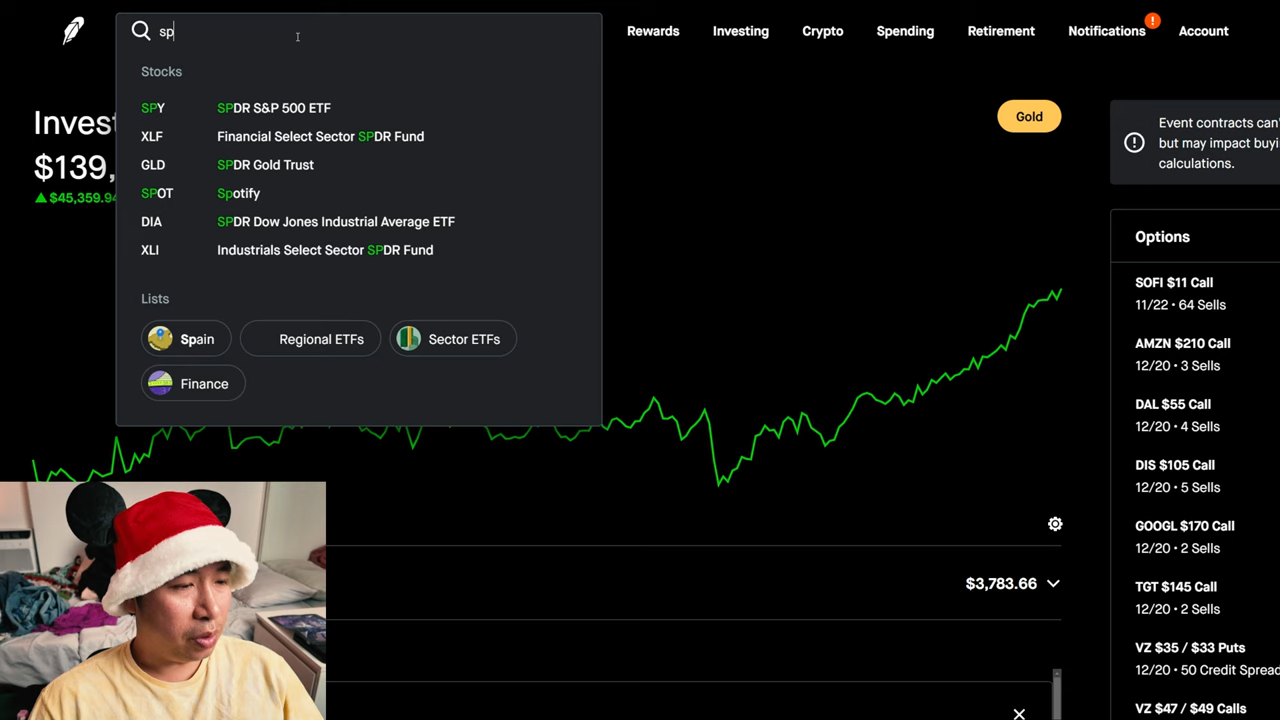 sp
Rewards
Investing
Crypto
Spending
Retirement
Notifications
Account
Stocks
SPY SPDR S&P 500 ETF
XLF Financial Select Sector SPDR Fund
GLD SPDR Gold Trust
SPOT Spotify
DIA SPDR Dow Jones Industrial Average ETF
XLI Industrials Select Sector SPDR Fund
Lists
Spain
Regional ETFs
Sector ETFs
Finance
$139,
$45,359.94
Gold
$3,783.66
Event contracts can'
but may impact buyi
calculations.
Options
SOFI $11 Call
11/22 • 64 Sells
AMZN $210 Call
12/20 • 3 Sells
DAL $55 Call
12/20 • 4 Sells
DIS $105 Call
12/20 • 5 Sells
GOOGL $170 Call
12/20 • 2 Sells
TGT $145 Call
12/20 • 2 Sells
VZ $35 / $33 Puts
12/20 • 50 Credit Sprea
VZ $47 / $49 Calls